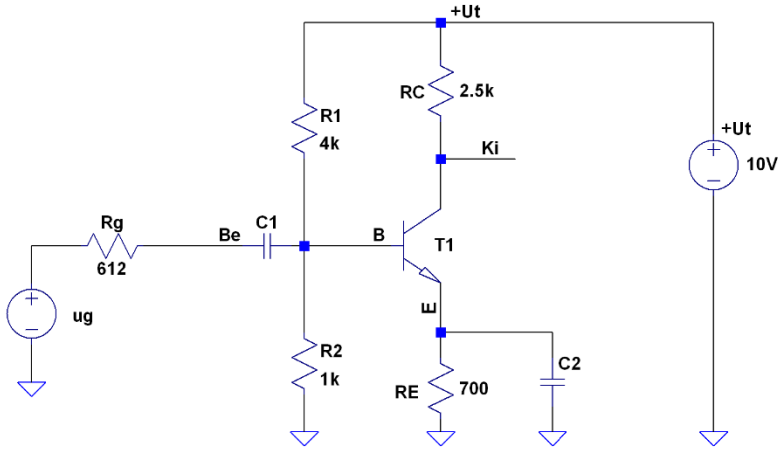 +Ut
RC
2.5k
R1
4k
Ki
+Ut
10V
Rg
612
Be
C1
B
T1
ug
E
R2
1k
RE
700
C2